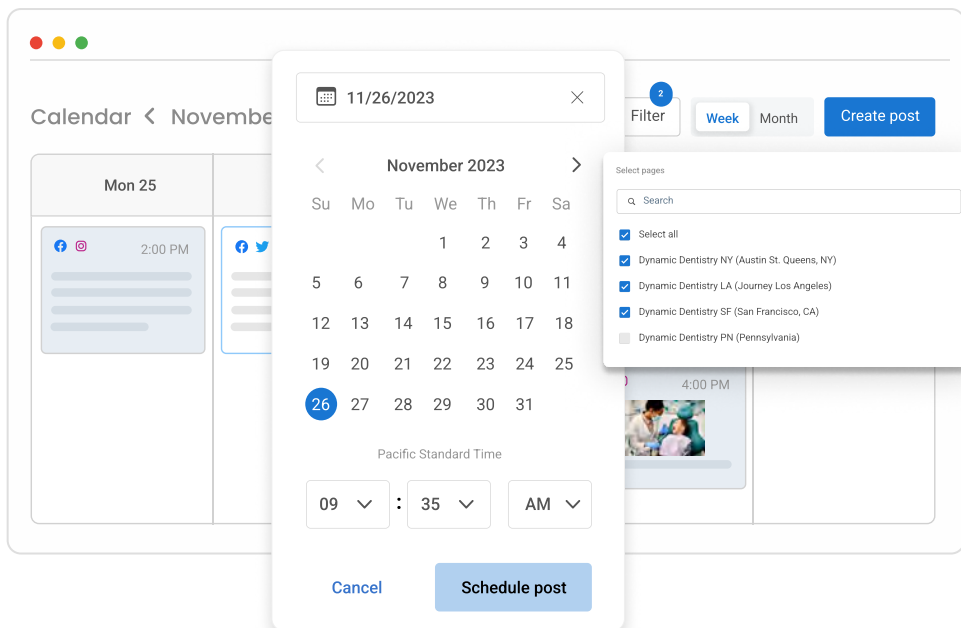 11/26/2023
2
Calendar Novembe
Filter
Week Month
Create post
Mon 25
November 2023
Su Mo Tu We Th Fr Sa
1 2 3 4
5 6 7 8 9 10 11
12 13 14 15 16 17 18
19 20 21 22 23 24 25
26 27 28 29 30 31
Pacific Standard Time
09 : 35 AM
Cancel Schedule post
2:00 PM
Select pages
Search
Select all
Dynamic Dentistry NY (Austin St. Queens, NY)
Dynamic Dentistry LA (Journey Los Angeles)
Dynamic Dentistry SF (San Francisco, CA)
Dynamic Dentistry PN (Pennsylvania)
4:00 PM